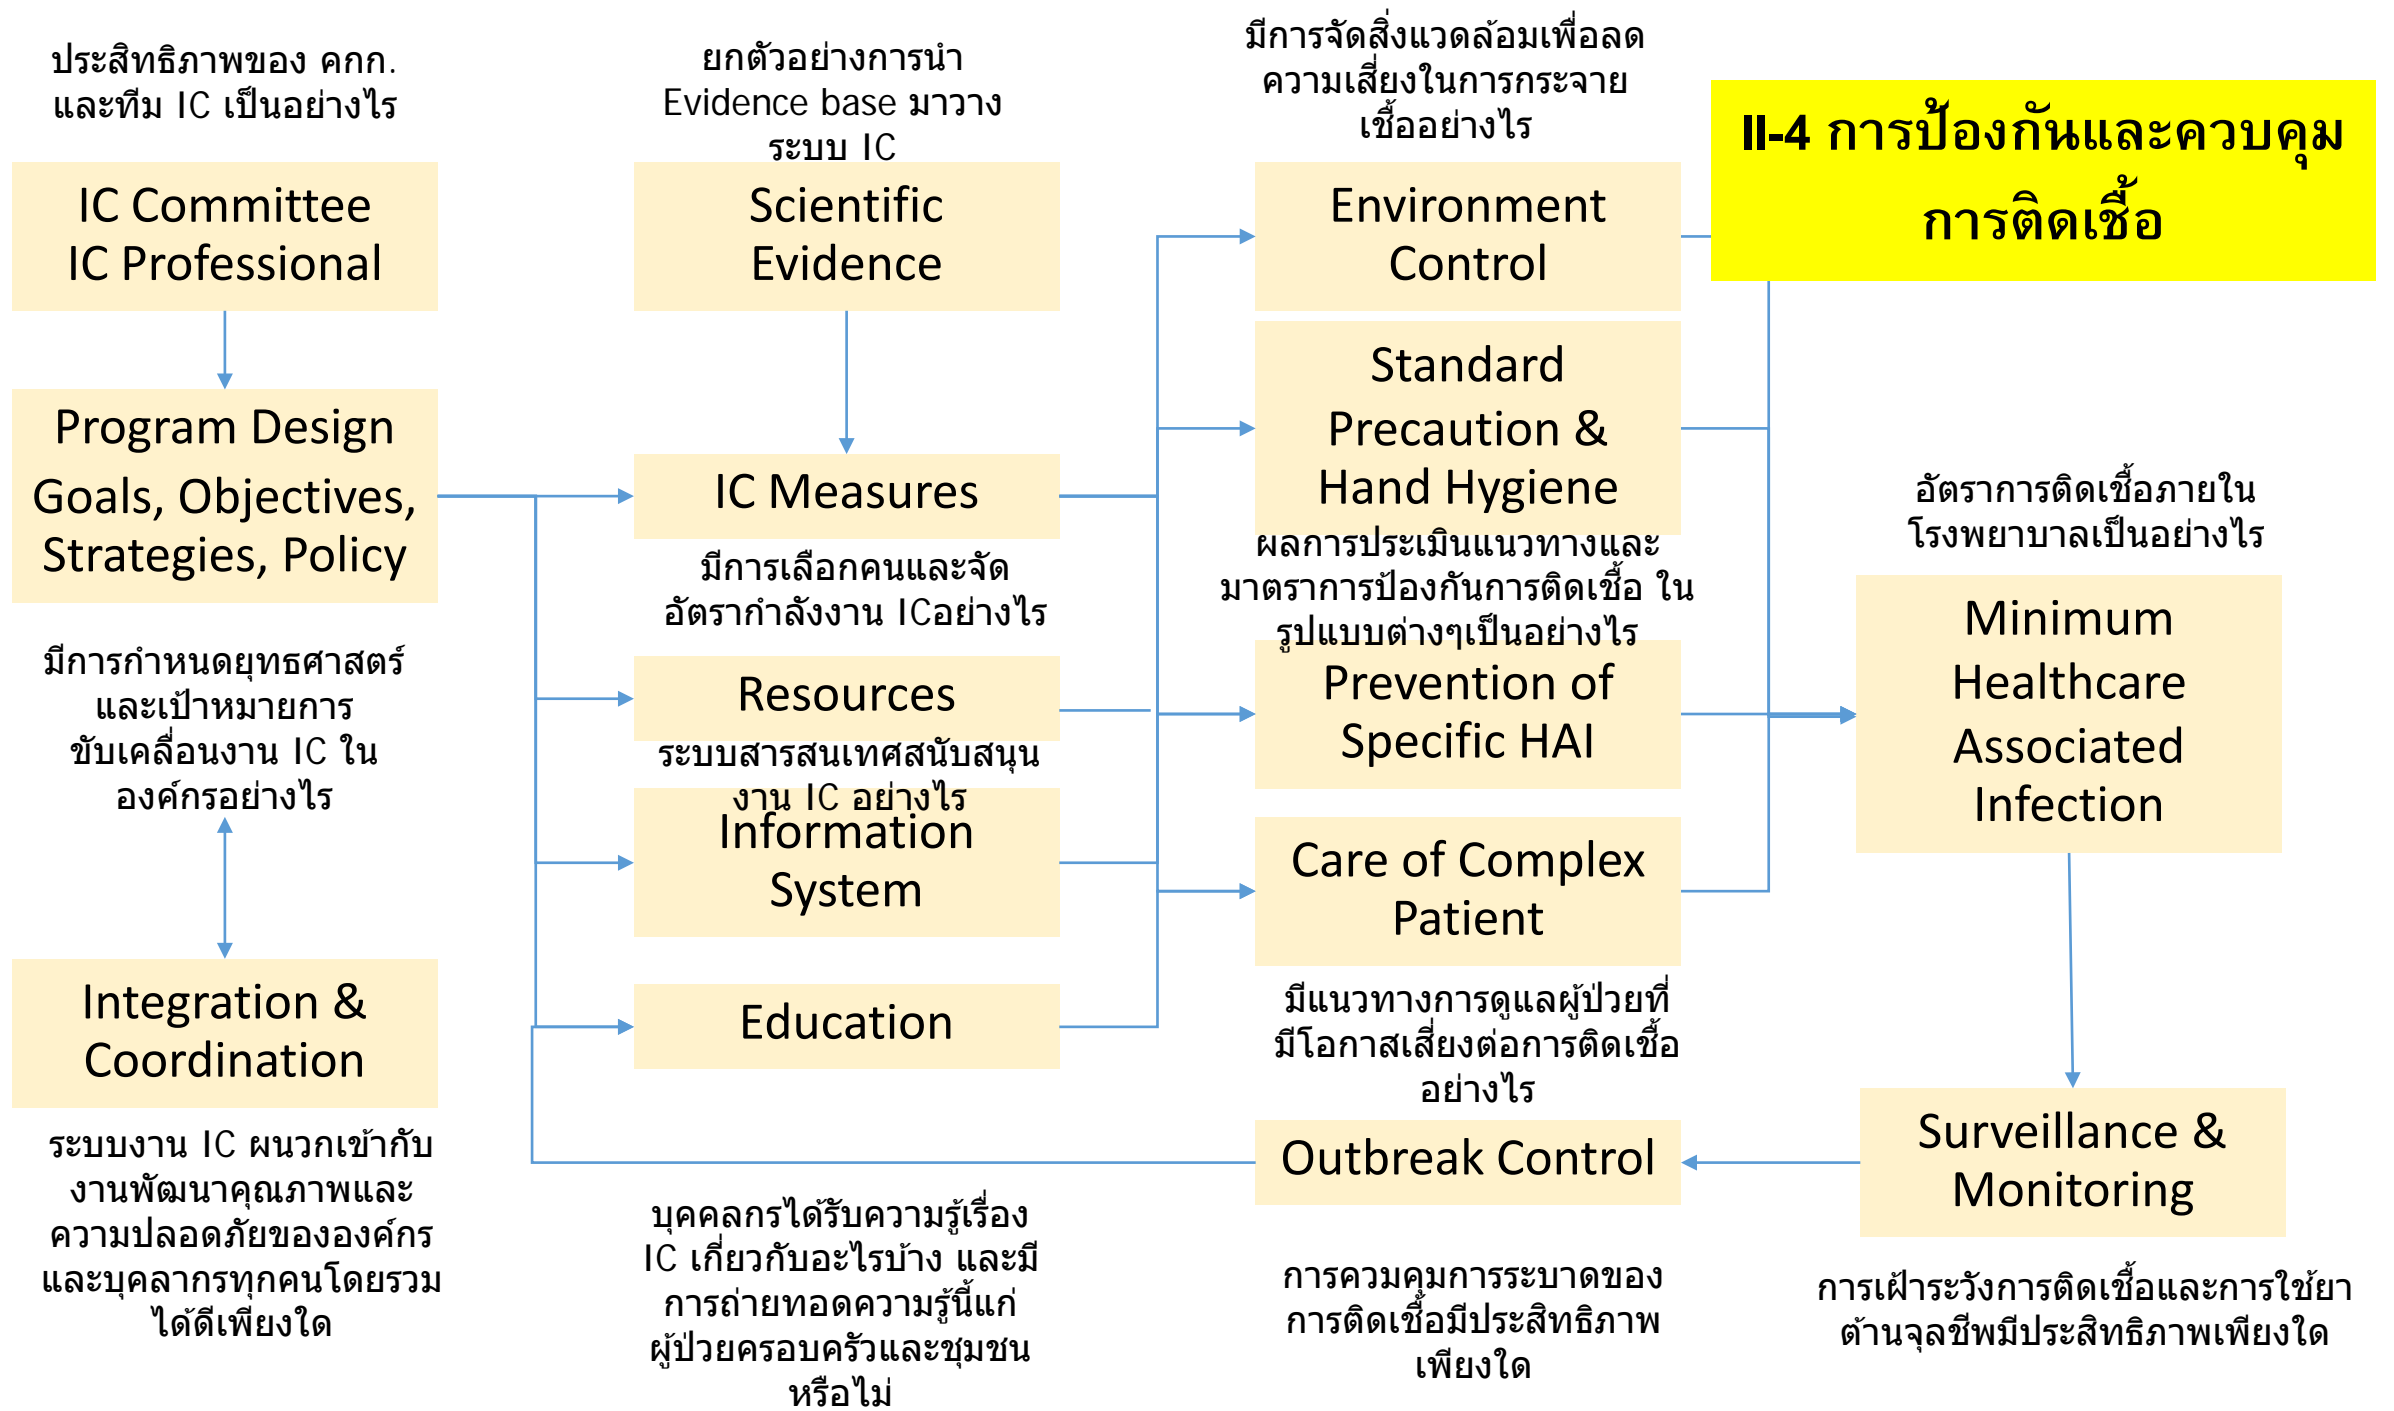 ประสิทธิภาพของ คกก.
และทีม IC เป็นอย่างไร
IC Committee
IC Professional
Program Design
Goals, Objectives,
Strategies, Policy
มีการกำหนดยุทธศาสตร์
และเป้าหมายการ
ขับเคลื่อนงาน IC ใน
องค์กรอย่างไร
Integration &
Coordination
ระบบงาน IC ผนวกเข้ากับ
งานพัฒนาคุณภาพและ
ความปลอดภัยขององค์กร
และบุคลากรทุกคนโดยรวม
ได้ดีเพียงใด
ยกตัวอย่างการนำ
Evidence base มาวาง
ระบบ IC
Scientific
Evidence
IC Measures
มีการเลือกคนและจัด
อัตรากำลังงาน ICอย่างไร
Resources
ระบบสารสนเทศสนับสนุน
งาน IC อย่างไร
Information
System
Education
บุคคลกรได้รับความรู้เรื่อง
IC เกี่ยวกับอะไรบ้าง และมี
การถ่ายทอดความรู้นี้แก่
ผู้ป่วยครอบครัวและชุมชน
หรือไม่
มีการจัดสิ่งแวดล้อมเพื่อลด
ความเสี่ยงในการกระจาย
เชื้ออย่างไร
Environment
Control
Standard
Precaution &
Hand Hygiene
ผลการประเมินแนวทางและ
มาตราการป้องกันการติดเชื้อ ใน
รูปแบบต่างๆเป็นอย่างไร
Prevention of
Specific HAI
Care of Complex
Patient
มีแนวทางการดูแลผู้ป่วยที่
มีโอกาสเสี่ยงต่อการติดเชื้อ
อย่างไร
Outbreak Control
การควมคุมการระบาดของ
การติดเชื้อมีประสิทธิภาพ
เพียงใด
II-4 การป้องกันและควบคุม
การติดเชื้อ
อัตราการติดเชื้อภายใน
โรงพยาบาลเป็นอย่างไร
Minimum
Healthcare
Associated
Infection
Surveillance &
Monitoring
การเฝ้าระวังการติดเชื้อและการใช้ยา
ต้านจุลชีพมีประสิทธิภาพเพียงใด